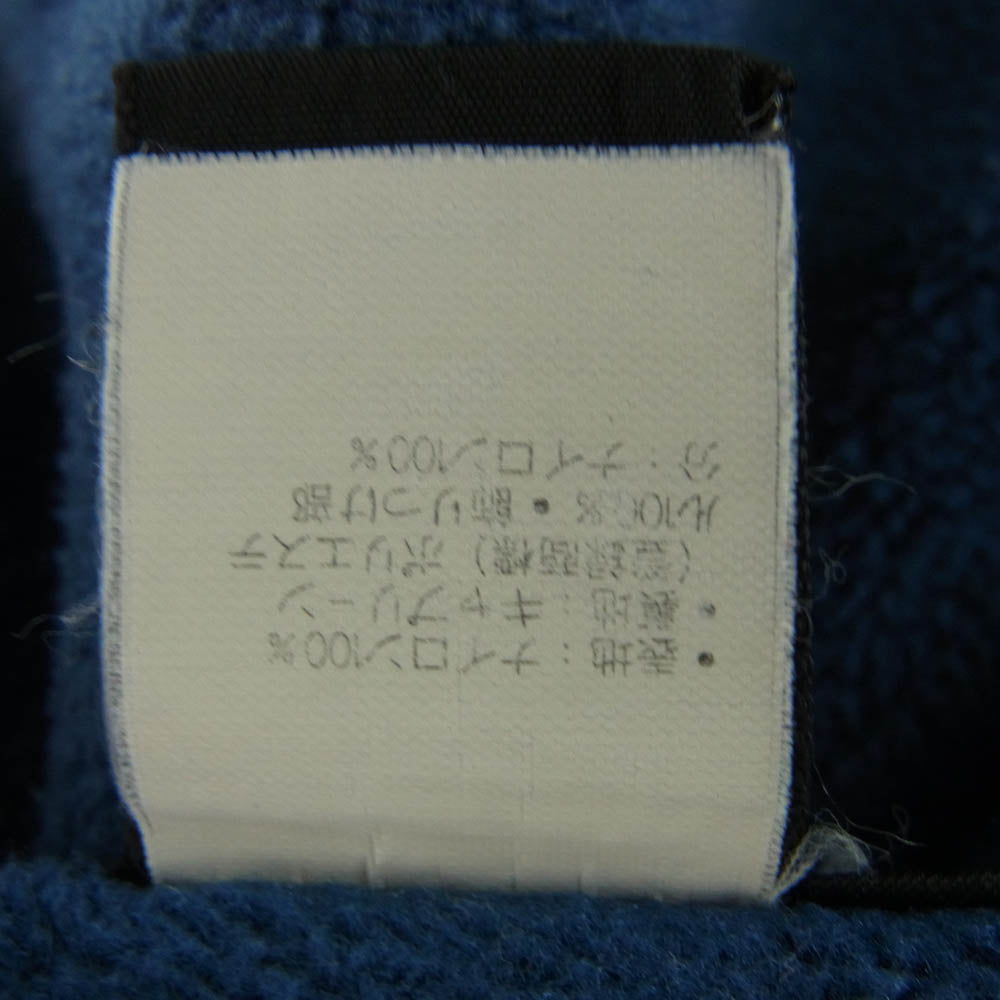 • 表地：ナイロン100%
• 裏地：キャプリーン
(登録商標) ポリエステ
ル100% • 飾りつけ部
分：ナイロン100%